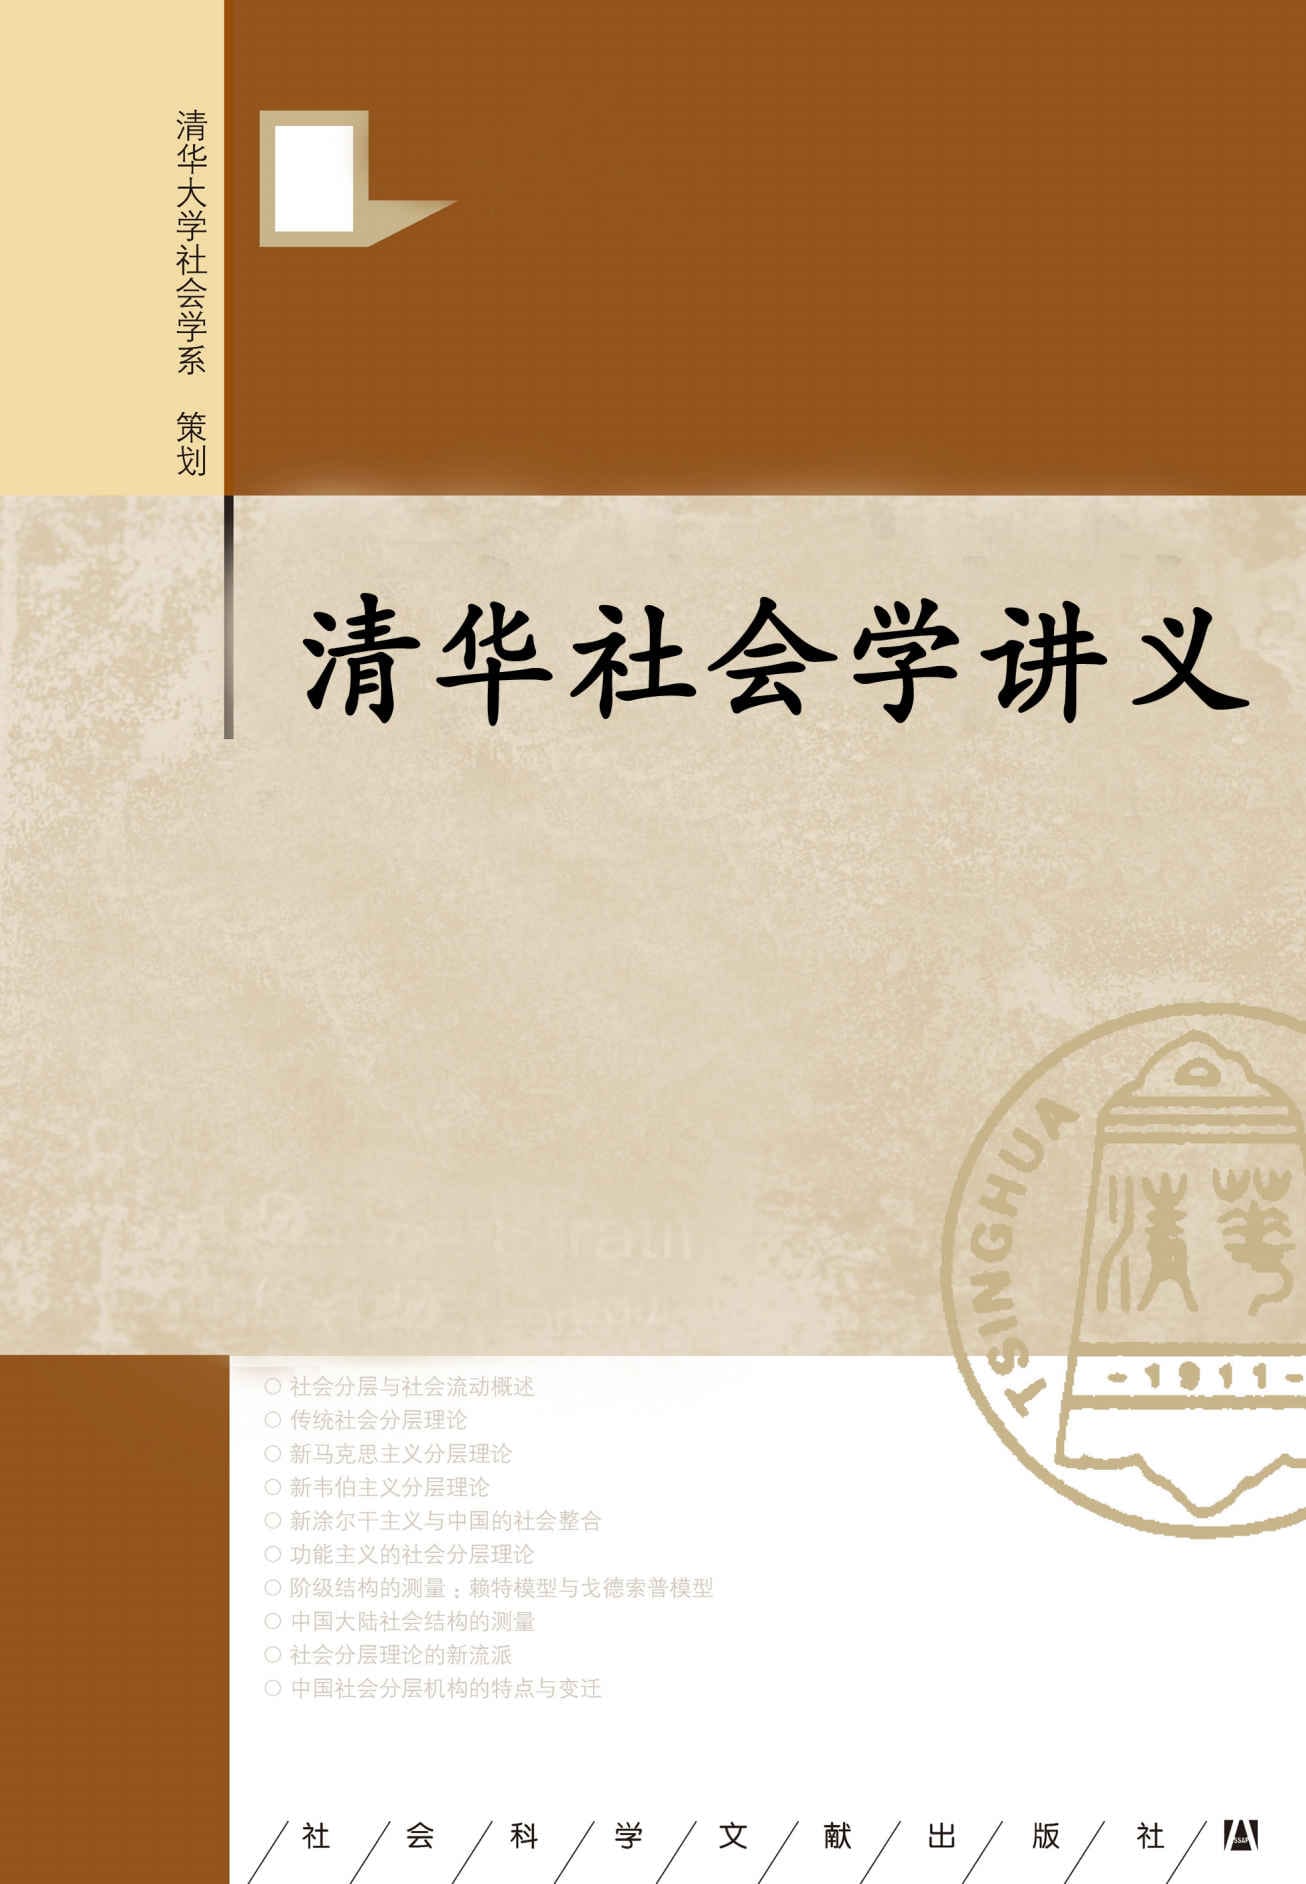 清华大学社会学系 策划
清华社会学讲义
TSINGHUA
清華
-1911-
○ 社会分层与社会流动概述
○ 传统社会分层理论
○ 新马克思主义分层理论
○ 新韦伯主义分层理论
○ 新涂尔干主义与中国的社会整合
○ 功能主义的社会分层理论
○ 阶级结构的测量：赖特模型与戈德索普模型
○ 中国大陆社会结构的测量
○ 社会分层理论的新流派
○ 中国社会分层机构的特点与变迁
社会科学文献出版社
SSAP